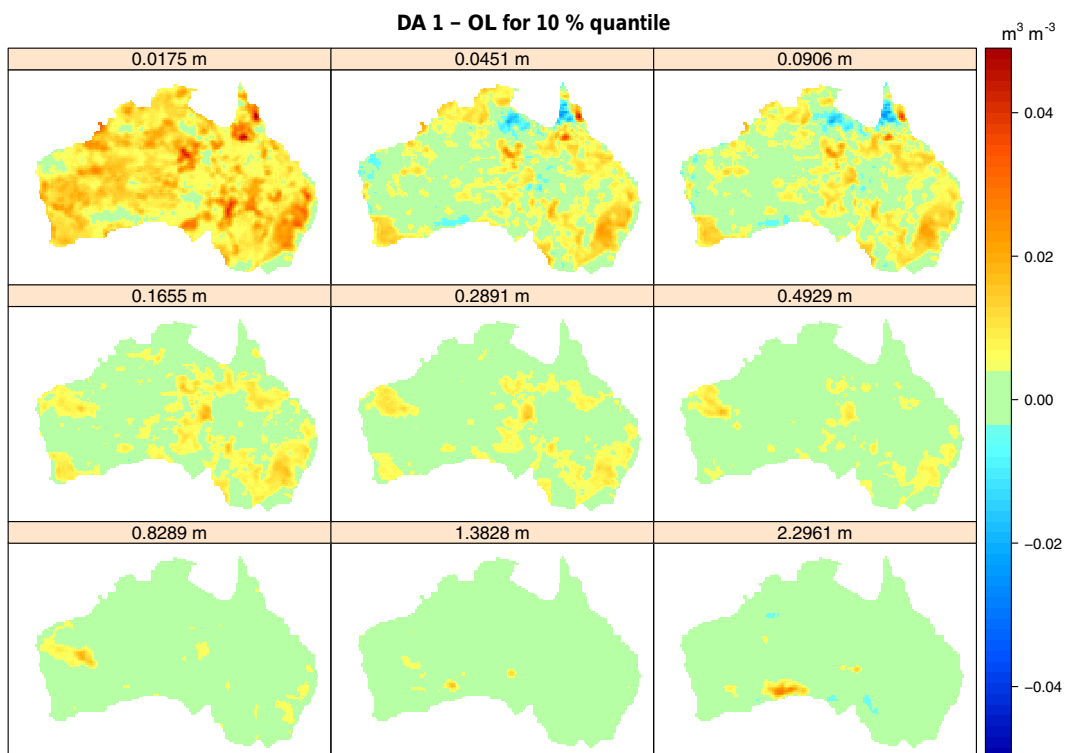 DA 1 – OL for 10 % quantile
m³ m⁻³
0.0175 m
0.0451 m
0.0906 m
0.1655 m
0.2891 m
0.4929 m
0.8289 m
1.3828 m
2.2961 m
0.04
0.02
0.00
−0.02
−0.04